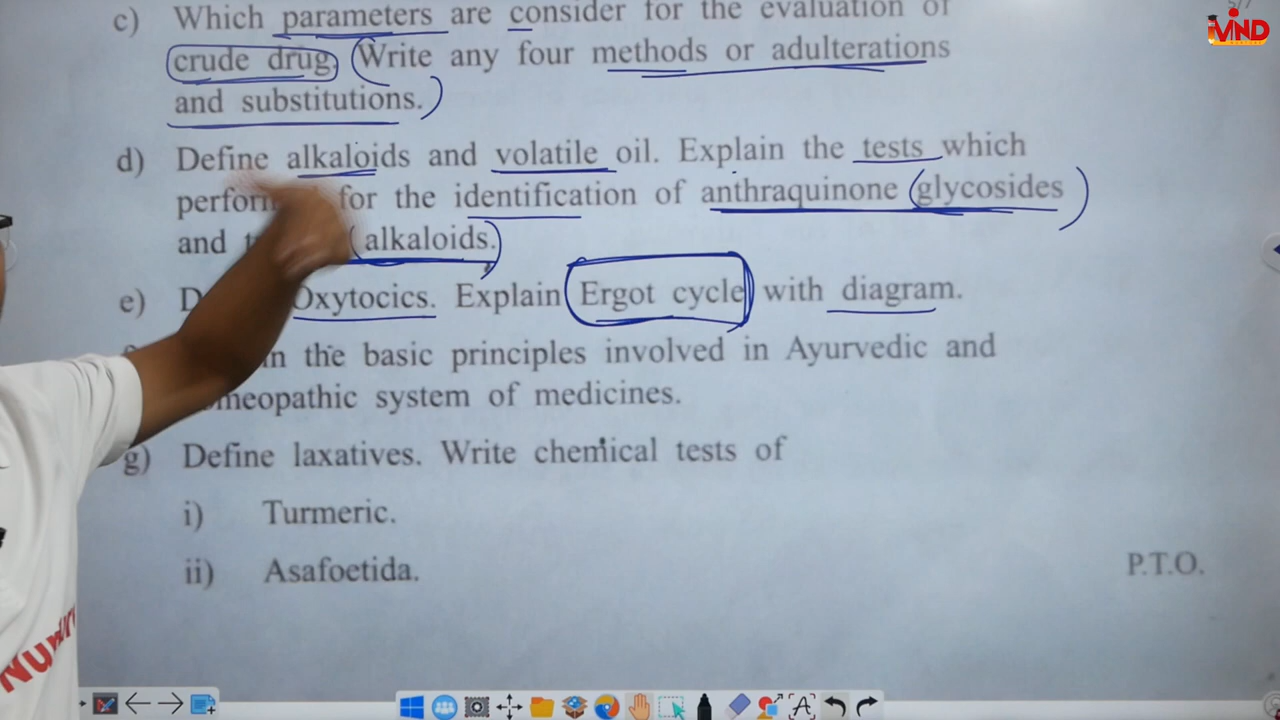 c) Which parameters are consider for the evaluation of
crude drug. Write any four methods or adulterations
and substitutions.
d) Define alkaloids and volatile oil. Explain the tests which
for the identification of anthraquinone glycosides
and alkaloids.
e) Oxytocics. Explain Ergot cycle with diagram.
the basic principles involved in Ayurvedic and
system of medicines.
g) Define laxatives. Write chemical tests of
i) Turmeric.
ii) Asafoetida.
P.T.O.